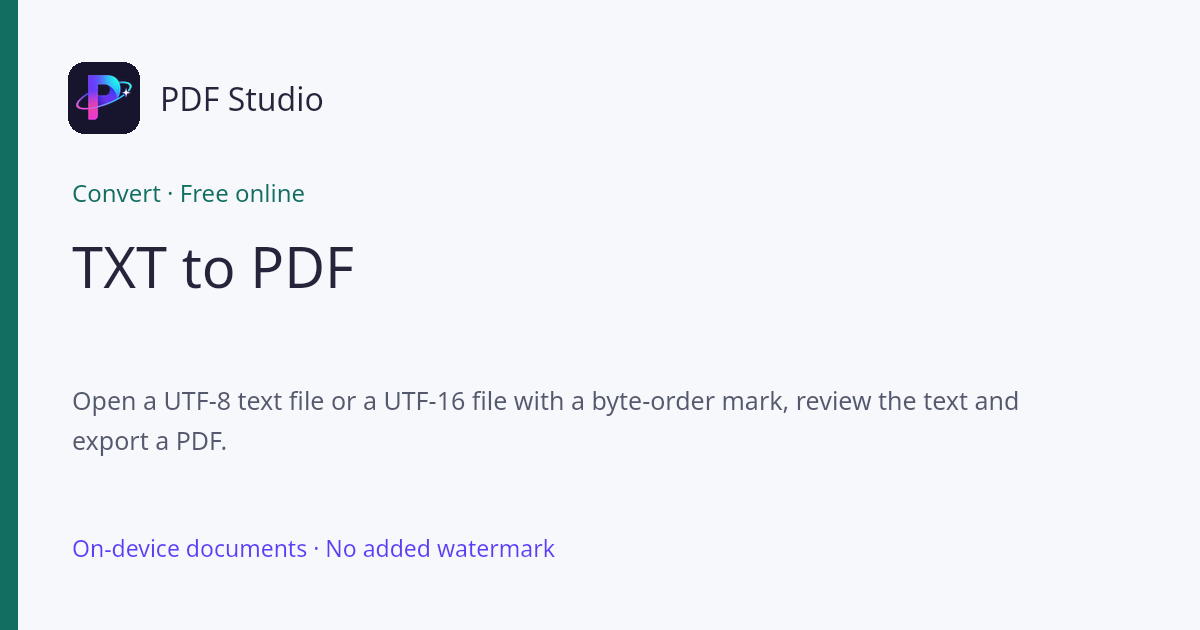 PDF Studio
Convert · Free online
TXT to PDF
Open a UTF-8 text file or a UTF-16 file with a byte-order mark, review the text and
export a PDF.
On-device documents · No added watermark